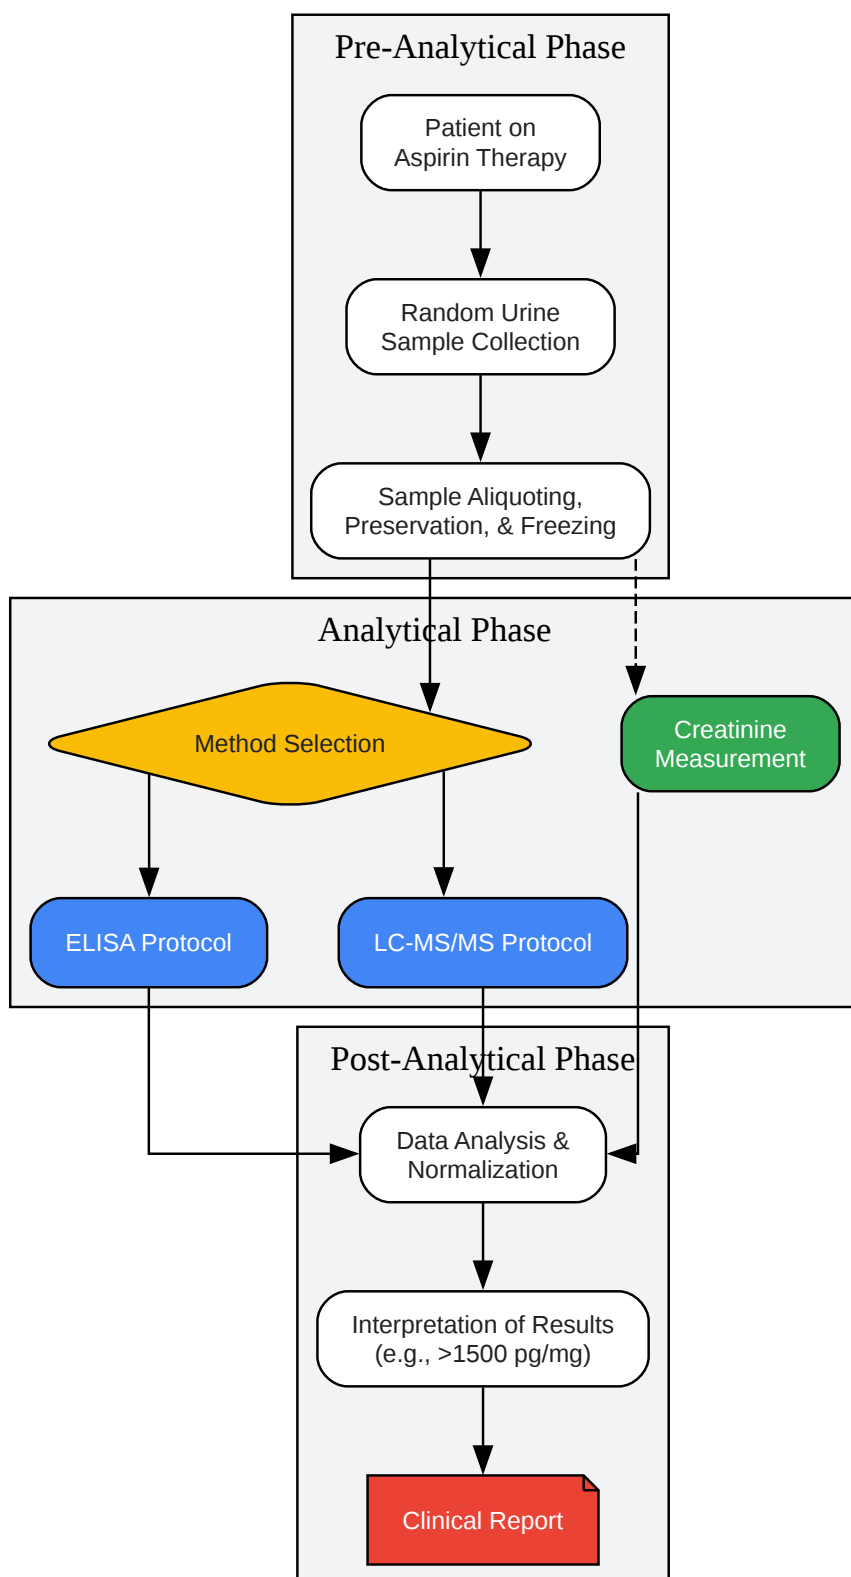 Pre-Analytical Phase
Patient on
Aspirin Therapy
Random Urine
Sample Collection
Sample Aliquoting,
Preservation, & Freezing
Analytical Phase
Method Selection
Creatinine
Measurement
ELISA Protocol
LC-MS/MS Protocol
Post-Analytical Phase
Data Analysis &
Normalization
Interpretation of Results
(e.g., >1500 pg/mg)
Clinical Report